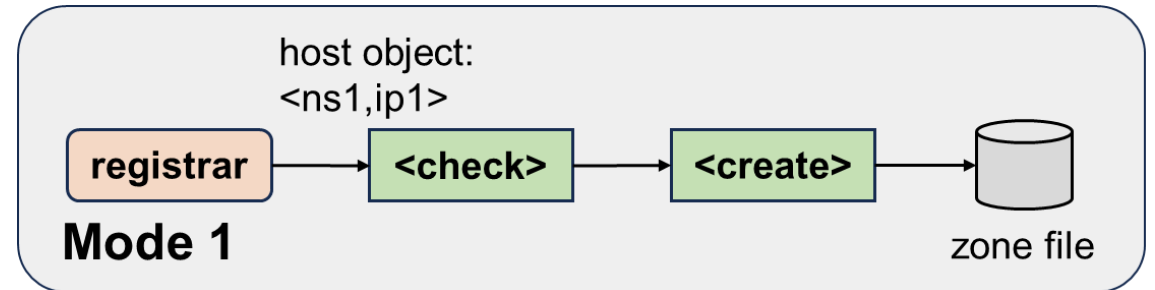 host object:
<ns1,ip1>
registrar
<check>
<create>
Mode 1
zone file